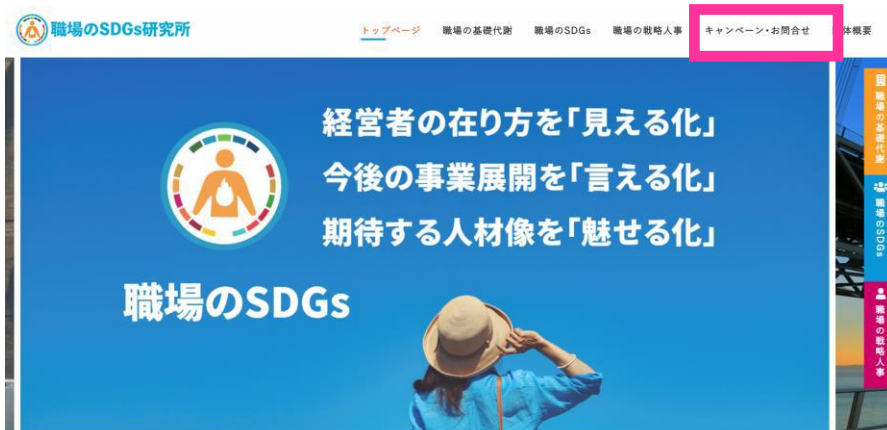 職場のSDGs研究所
トップページ 職場の基礎代謝 職場のSDGs 職場の戦略人事 キャンペーン・お問合せ 体概要
経営者の在り方を「見える化」
今後の事業展開を「言える化」
期待する人材像を「魅せる化」
職場のSDGs
職場の基礎代謝
職場のSDGs
職場の戦略人事